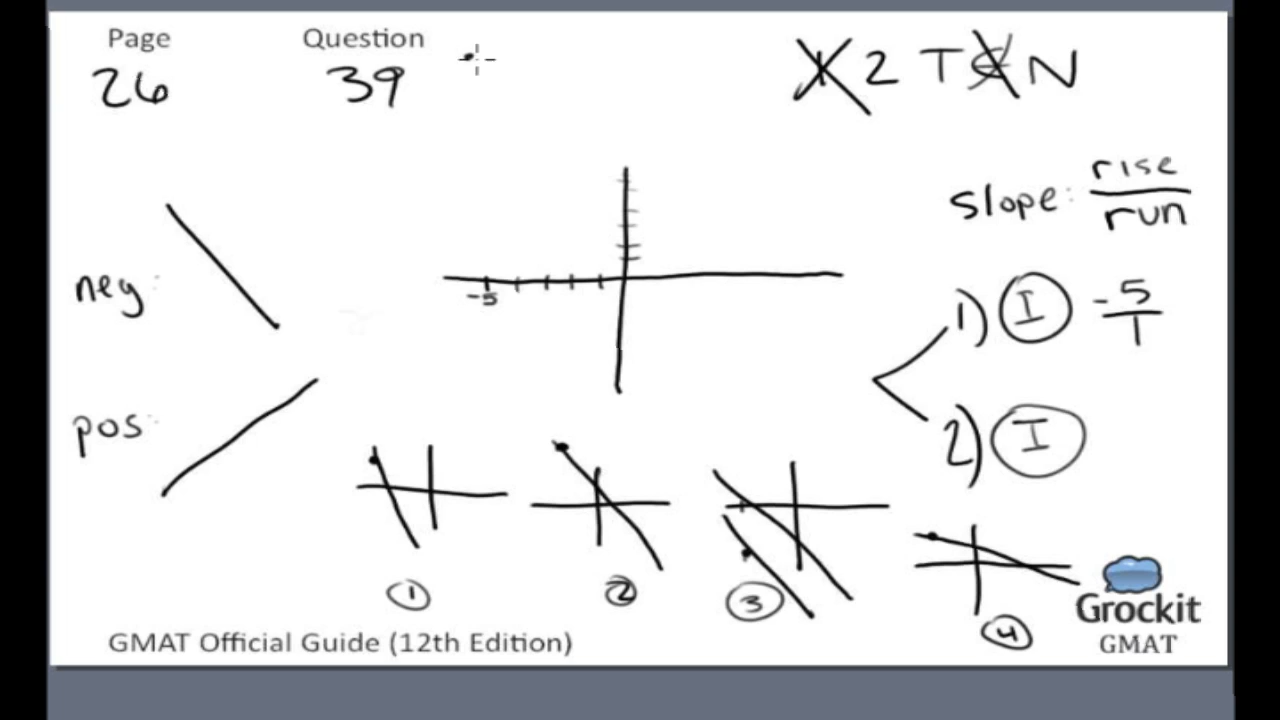 Page Question
26 39
X 2 T E N
slope: rise
run
neg:
-5
1) I -5
1
pos:
2) I
1 2 3 4
Grockit
GMAT
GMAT Official Guide (12th Edition)